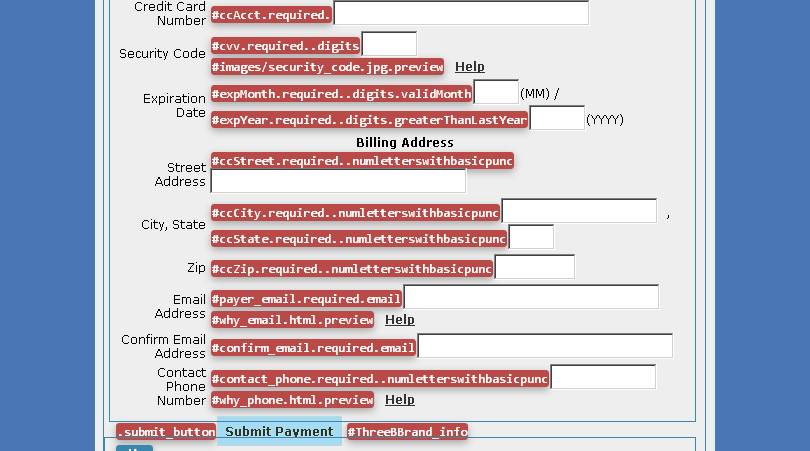 Credit Card
Number #ccAcct.required.
Security Code #cvv.required..digits
#images/security_code.jpg.preview Help
Expiration
Date
#expMonth.required..digits.validMonth (MM) /
#expYear.required..digits.greaterThanLastYear (YYYY)
Billing Address
Street
Address
#ccStreet.required..numletterswithbasicpunc
City, State
#ccCity.required..numletterswithbasicpunc ,
#ccState.required..numletterswithbasicpunc
Zip #ccZip.required..numletterswithbasicpunc
Email
Address
#payer_email.required.email
#why_email.html.preview Help
Confirm Email
Address
#confirm_email.required.email
Contact
Phone
Number
#contact_phone.required..numletterswithbasicpunc
#why_phone.html.preview Help
.submit_button Submit Payment #ThreeBBrand_info